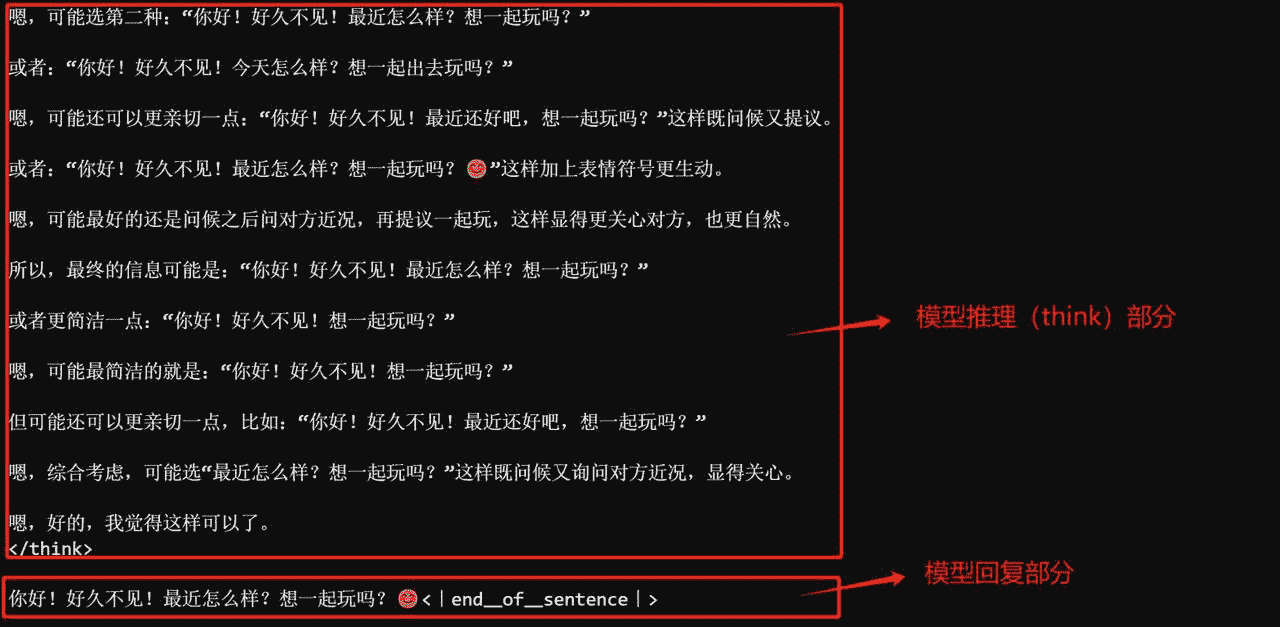 嗯，可能选第二种：“你好！好久不见！最近怎么样？想一起玩吗？”
或者：“你好！好久不见！今天怎么样？想一起出去玩吗？”
嗯，可能还可以更亲切一点：“你好！好久不见！最近还好吧，想一起玩吗？”这样既问候又提议。
或者：“你好！好久不见！最近怎么样？想一起玩吗？😊”这样加上表情符号更生动。
嗯，可能最好的还是问候之后问对方近况，再提议一起玩，这样显得更关心对方，也更自然。
所以，最终的信息可能是：“你好！好久不见！最近怎么样？想一起玩吗？”
或者更简洁一点：“你好！好久不见！想一起玩吗？”
模型推理（think）部分
嗯，可能最简洁的就是：“你好！好久不见！想一起玩吗？”
但可能还可以更亲切一点，比如：“你好！好久不见！最近还好吧，想一起玩吗？”
嗯，综合考虑，可能选“最近怎么样？想一起玩吗？”这样既问候又询问对方近况，显得关心。
嗯，好的，我觉得这样可以了。
</think>
模型回复部分
你好！好久不见！最近怎么样？想一起玩吗？😊<｜end__of__sentence｜>